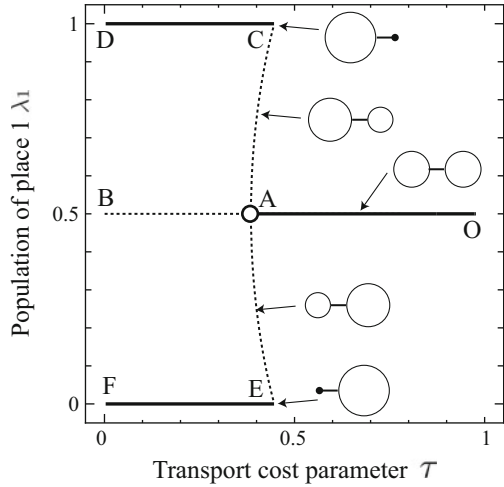 Population of place 1 λ1
1
D
C
B
0.5
A
O
F
E
0
0
0.5
1
Transport cost parameter τ